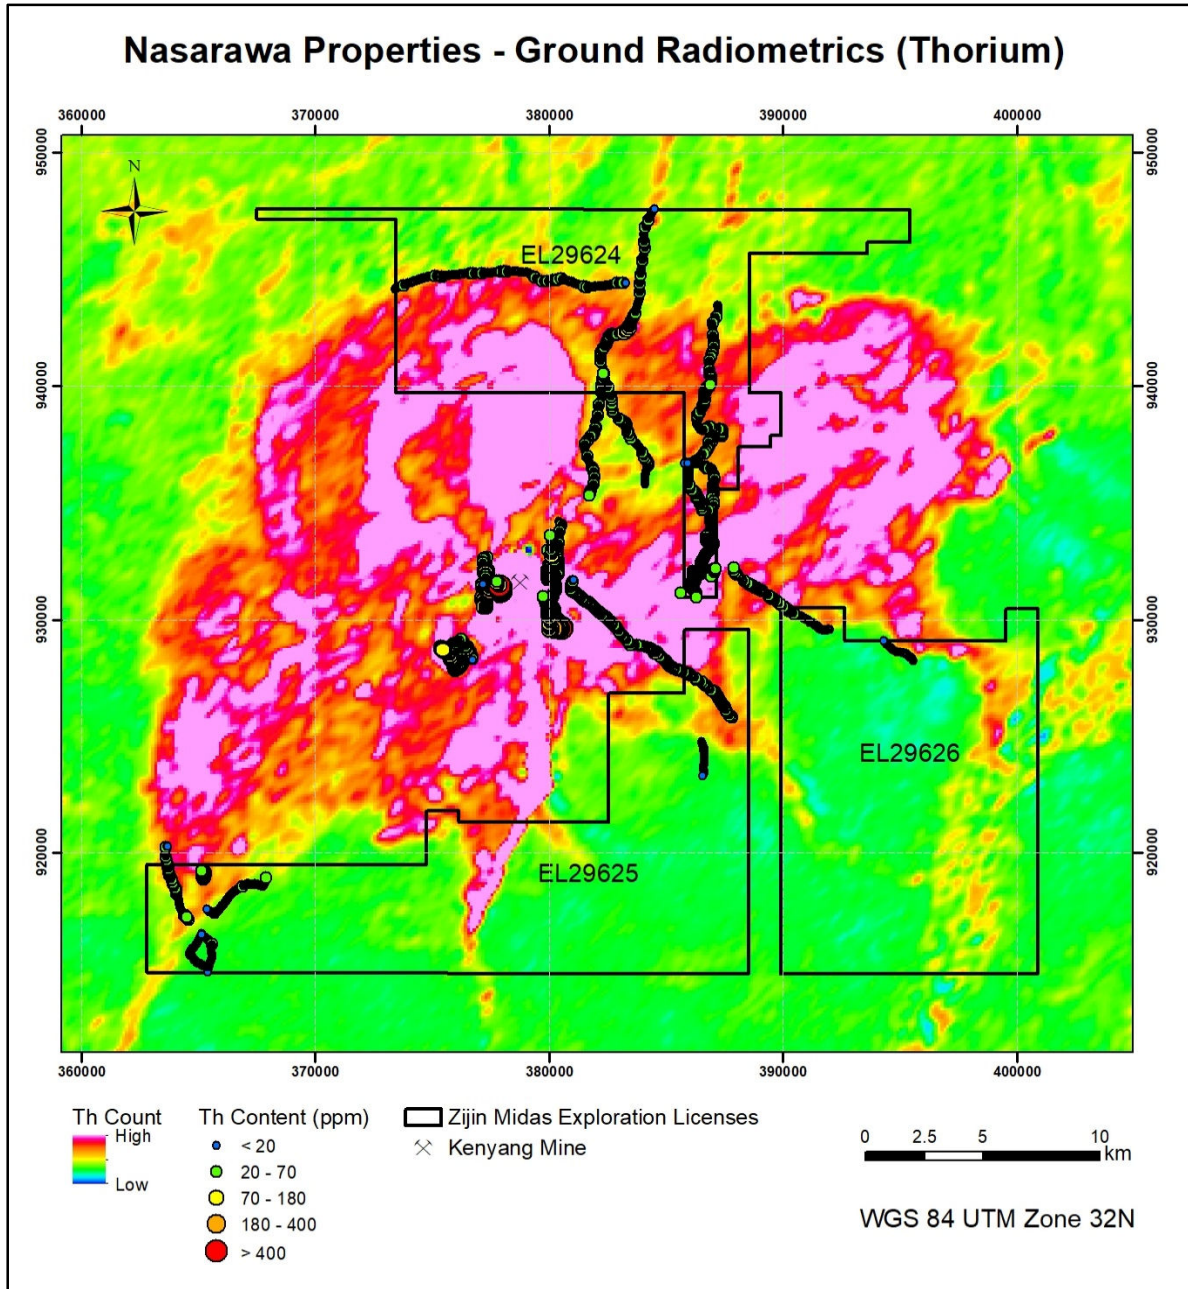 Nasarawa Properties - Ground Radiometrics (Thorium)
360000 370000 380000 390000 400000
N
950000 950000
EL29624
940000 940000
930000 930000
EL29626
920000 920000
EL29625
360000 370000 380000 390000 400000
Th Count
High
Low
Th Content (ppm)
< 20
20 - 70
70 - 180
180 - 400
> 400
Zijin Midas Exploration Licenses
Kenyang Mine
0 2.5 5 10
km
WGS 84 UTM Zone 32N